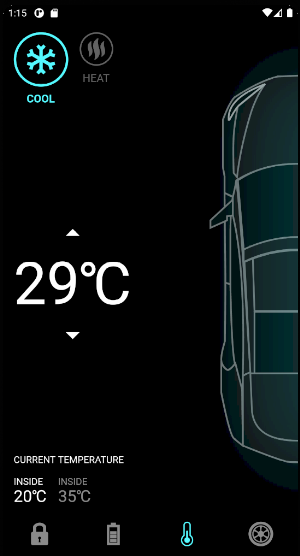 1:15
COOL
HEAT
29°C
CURRENT TEMPERATURE
INSIDE INSIDE
20°C 35°C